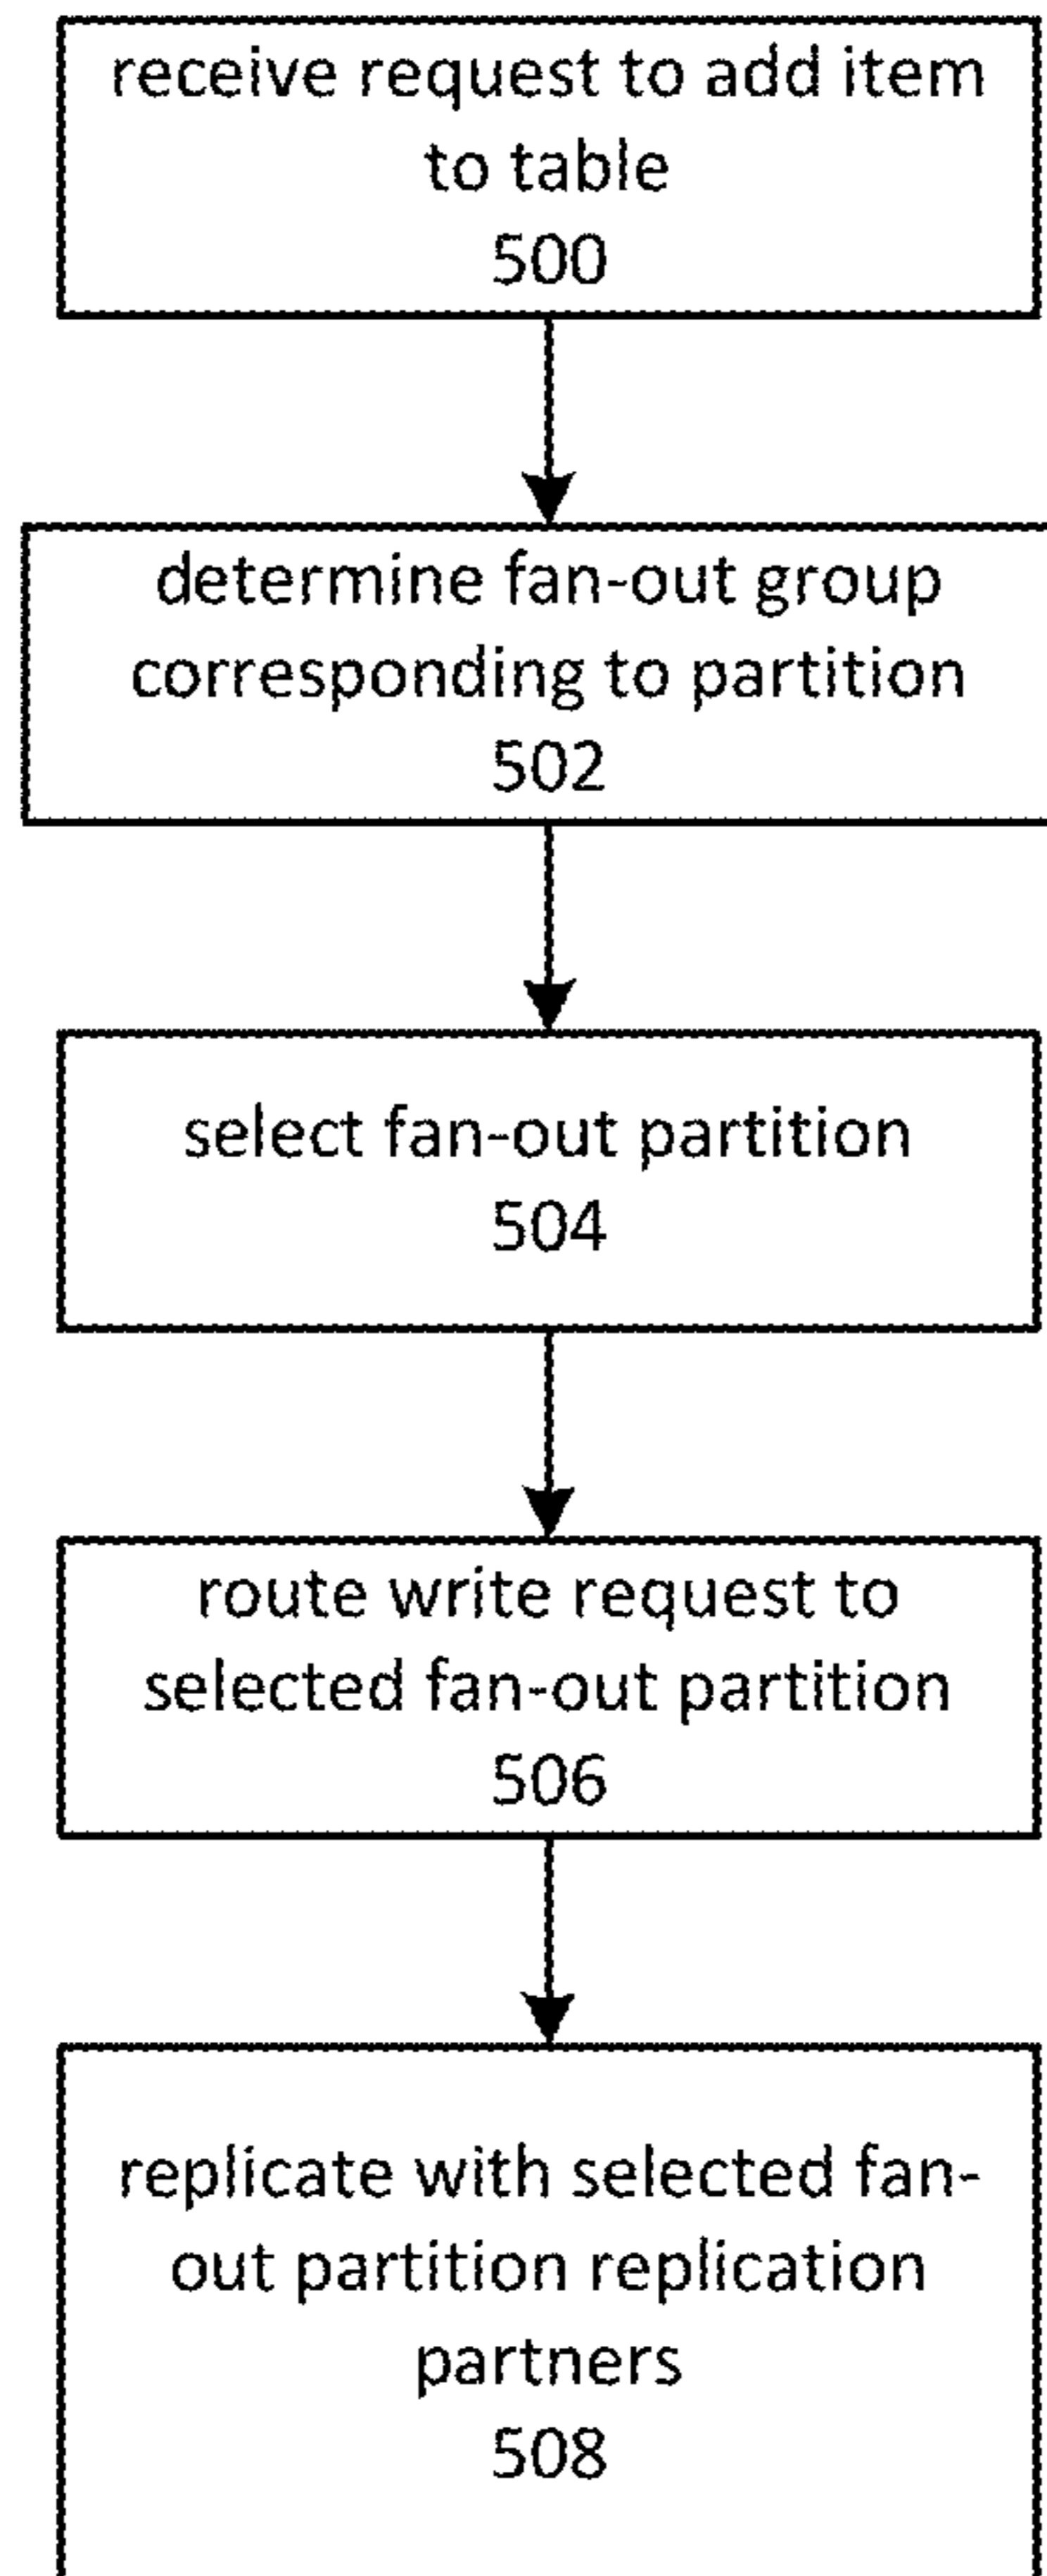 receive request to add item
to table
500
determine fan-out group
corresponding to partition
502
select fan-out partition
504
route write request to
selected fan-out partition
506
replicate with selected fan-
out partition replication
partners
508